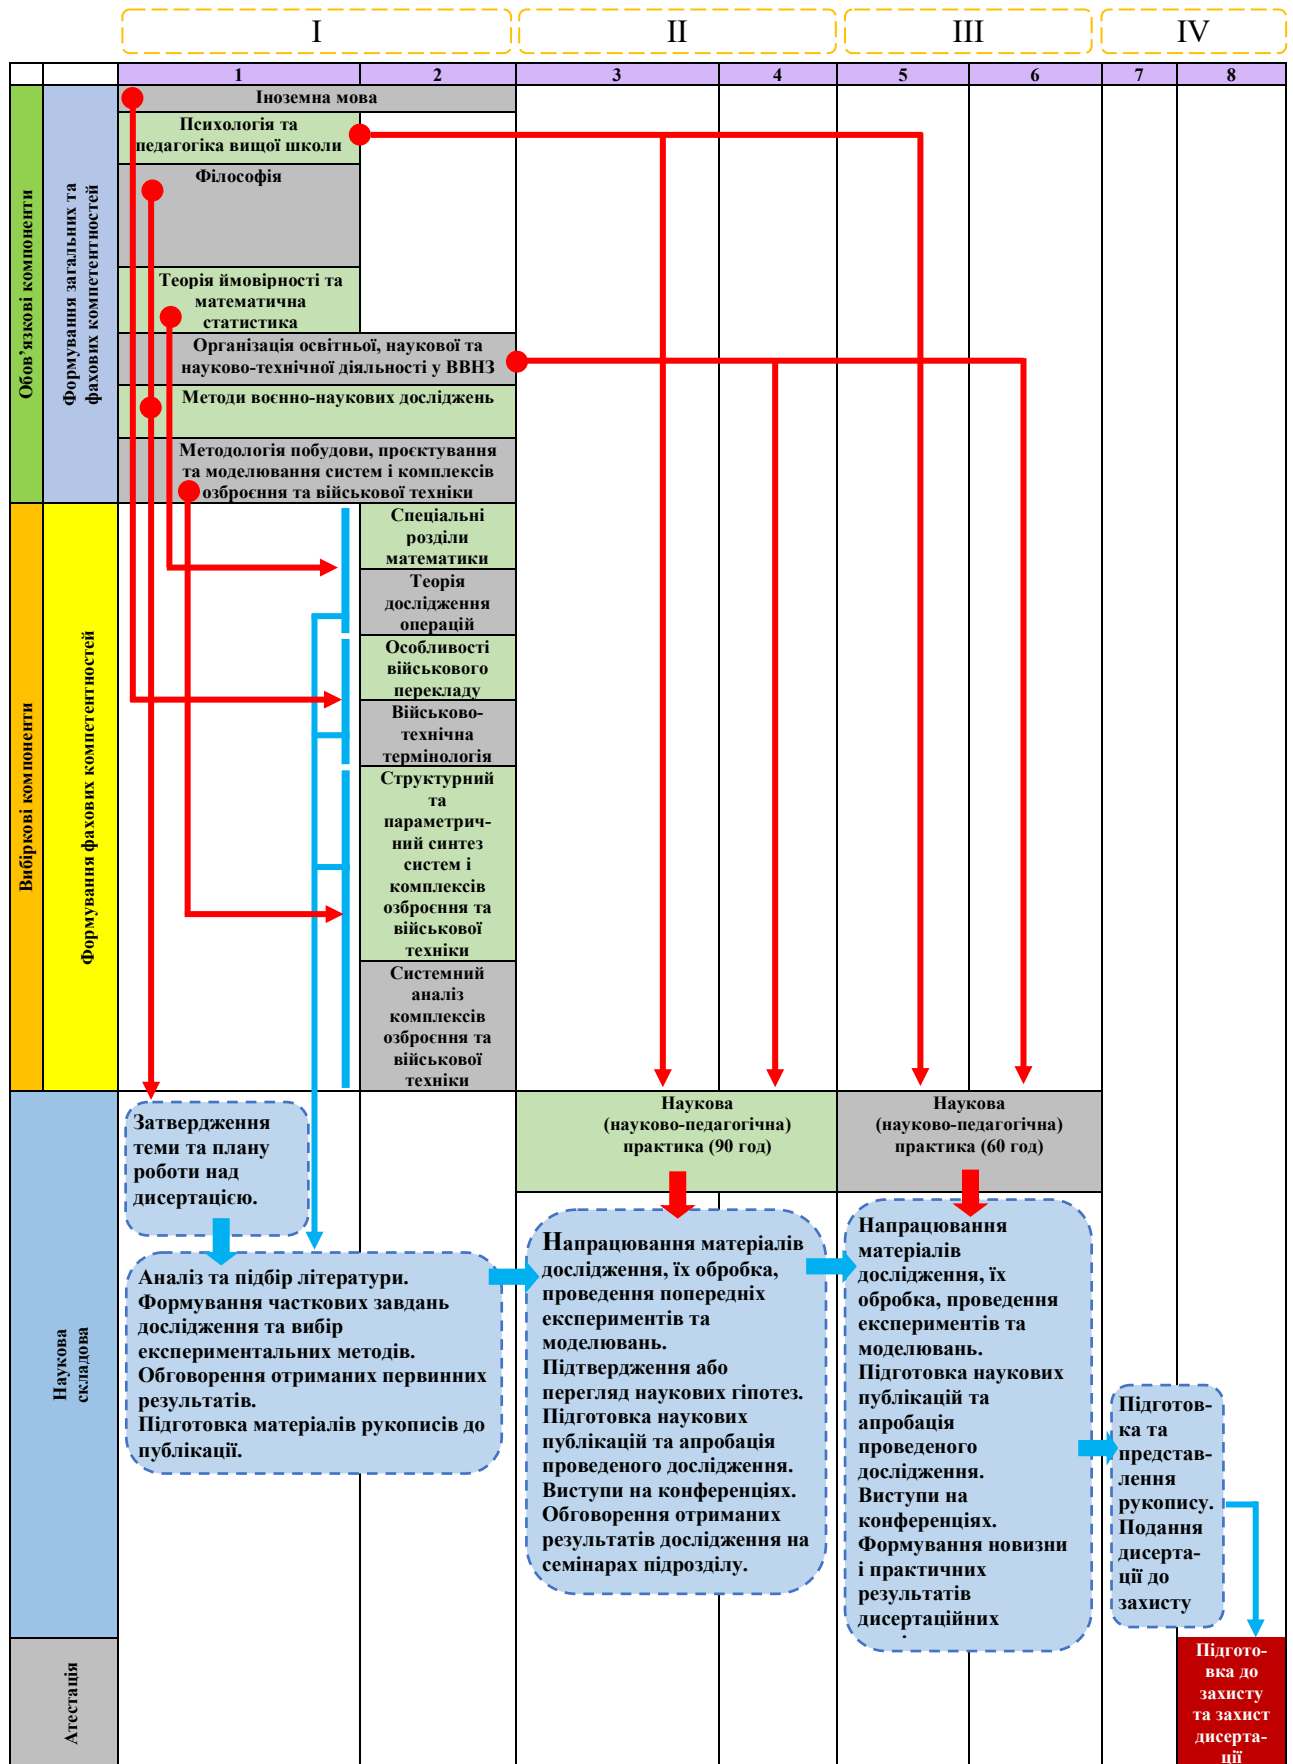 I
II
III
IV
1
2
3
4
5
6
7
8
Обов’язкові компоненти
Формування загальних та
фахових компетентностей
Іноземна мова
Психологія та
педагогіка вищої школи
Філософія
Теорія ймовірності та
математична
статистика
Організація освітньої, наукової та
науково-технічної діяльності у ВВНЗ
Методи воєнно-наукових досліджень
Методологія побудови, проєктування
та моделювання систем і комплексів
озброєння та військової техніки
Вибіркові компоненти
Формування фахових компетентностей
Спеціальні
розділи
математики
Теорія
дослідження
операцій
Особливості
військового
перекладу
Військово-
технічна
термінологія
Структурний
та
параметрич-
ний синтез
систем і
комплексів
озброєння та
військової
техніки
Системний
аналіз
комплексів
озброєння та
військової
техніки
Наукова
складова
Затвердження
теми та плану
роботи над
дисертацією.
Аналіз та підбір літератури.
Формування часткових завдань
дослідження та вибір
експериментальних методів.
Обговорення отриманих первинних
результатів.
Підготовка матеріалів рукописів до
публікації.
Наукова
(науково-педагогічна)
практика (90 год)
Напрацювання матеріалів
дослідження, їх обробка,
проведення попередніх
експериментів та
моделювань.
Підтвердження або
перегляд наукових гіпотез.
Підготовка наукових
публікацій та апробація
проведеного дослідження.
Виступи на конференціях.
Обговорення отриманих
результатів дослідження на
семінарах підрозділу.
Наукова
(науково-педагогічна)
практика (60 год)
Напрацювання
матеріалів
дослідження, їх
обробка, проведення
експериментів та
моделювань.
Підготовка наукових
публікацій та
апробація
проведеного
дослідження.
Виступи на
конференціях.
Формування новизни
і практичних
результатів
дисертаційних
Підготов-
ка та
представ-
лення
рукопису.
Подання
дисерта-
ції до
захисту
Атестація
Підгото-
вка до
захисту
та захист
дисерта-
ції